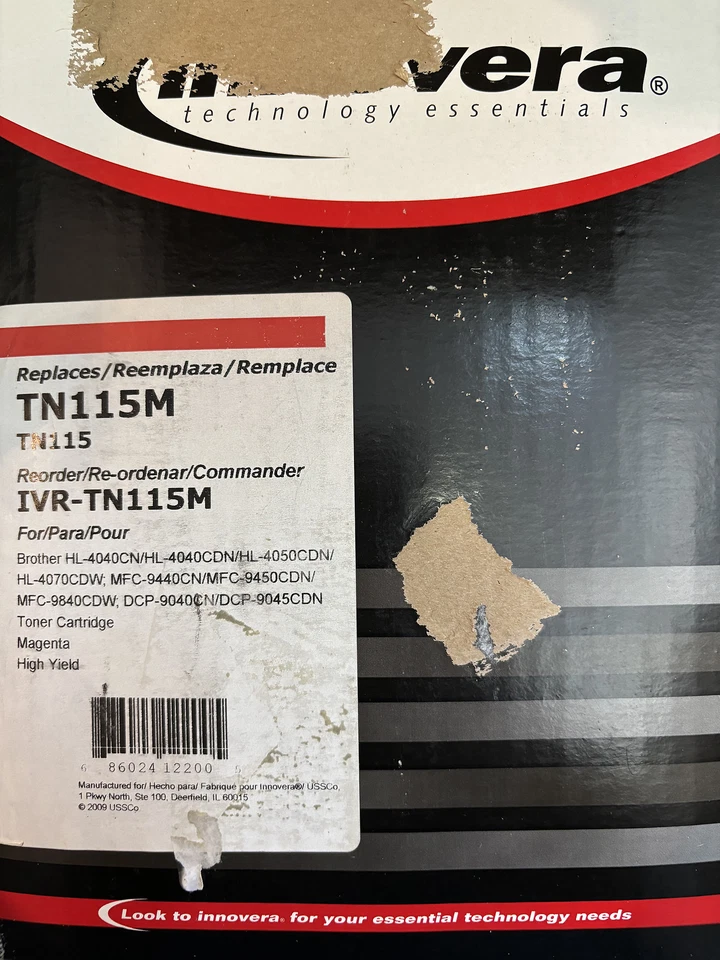 innovera®
technology essentials
Replaces/Reemplaza/Remplace
TN115M
TN115
Reorder/Re-ordenar/Commander
IVR-TN115M
For/Para/Pour
Brother HL-4040CN/HL-4040CDN/HL-4050CDN/
HL-4070CDW; MFC-9440CN/MFC-9450CDN/
MFC-9840CDW; DCP-9040CN/DCP-9045CDN
Toner Cartridge
Magenta
High Yield
6 86024 12200 5
Manufactured for/ Hecho para/ Fabriqué pour Innovera®/ USSCo,
1 Pkwy North, Ste 100, Deerfield, IL 60015
© 2009 USSCo
Look to innovera® for your essential technology needs